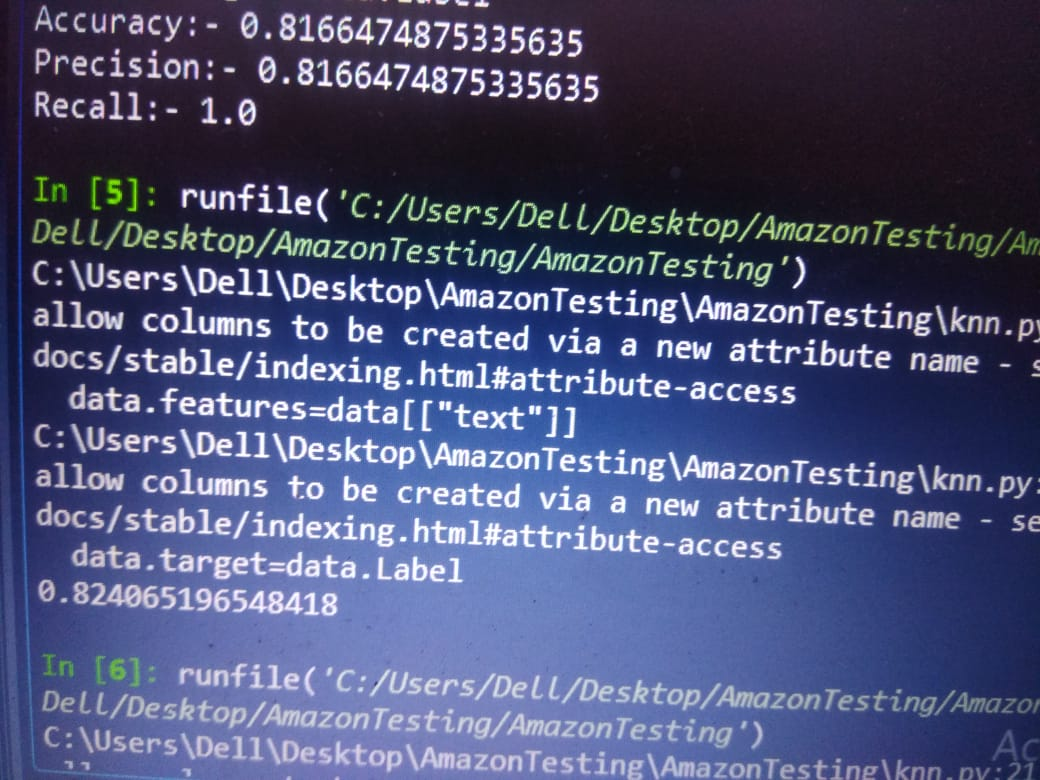 Accuracy:- 0.8166474875335635
Precision:- 0.8166474875335635
Recall:- 1.0
In [5]: runfile('C:/Users/Dell/Desktop/AmazonTesting/Am
Dell/Desktop/AmazonTesting/AmazonTesting')
C:\Users\Dell\Desktop\AmazonTesting\AmazonTesting\knn.py
allow columns to be created via a new attribute name - s
docs/stable/indexing.html#attribute-access
data.features=data[["text"]]
C:\Users\Dell\Desktop\AmazonTesting\AmazonTesting\knn.py:
allow columns to be created via a new attribute name - se
docs/stable/indexing.html#attribute-access
data.target=data.Label
0.824065196548418
In [6]: runfile('C:/Users/Dell/Desktop/AmazonTesting/Amazon
Dell/Desktop/AmazonTesting/AmazonTesting')
C:\Users\Dell\Desktop\AmazonTesting\AmazonTesting\knn.py:21
Ac